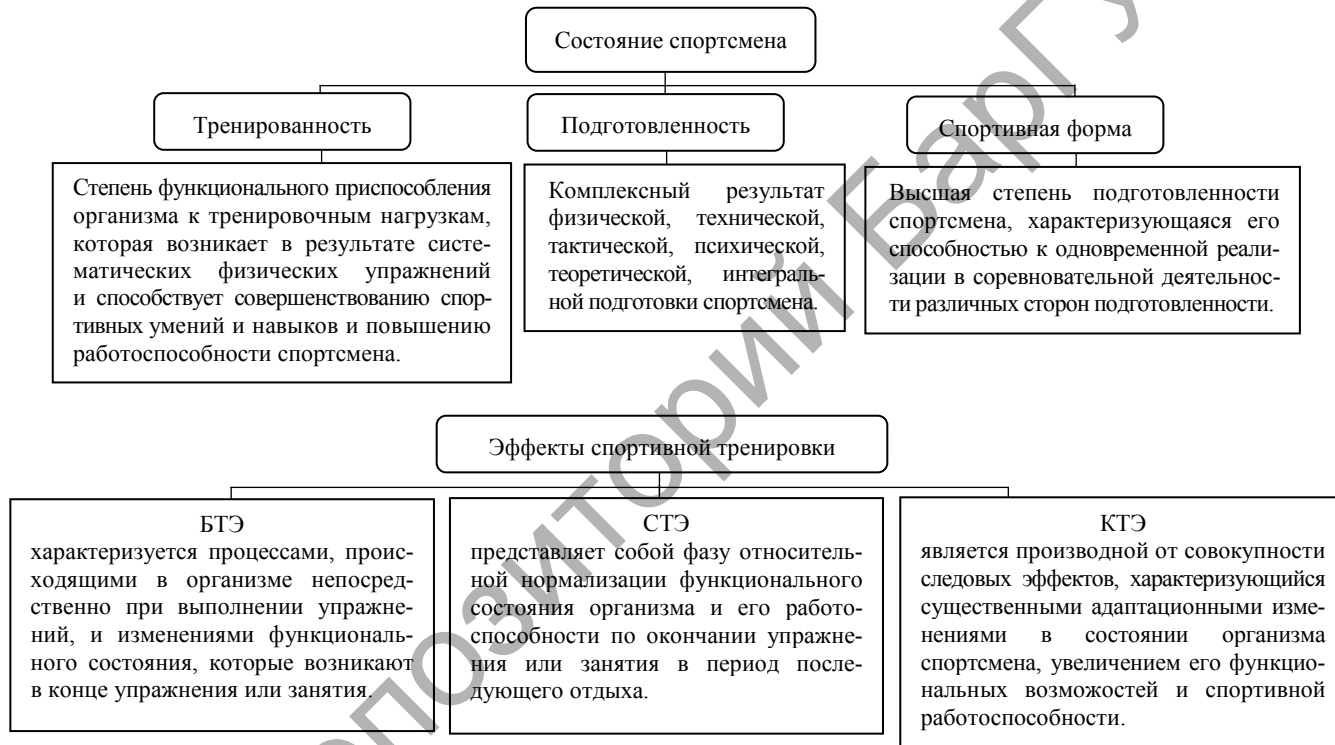 Состояние спортсмена
Тренированность
Подготовленность
Спортивная форма
Степень функционального приспособления
организма к тренировочным нагрузкам,
которая возникает в результате систе-
матических физических упражнений
и способствует совершенствованию спор-
тивных умений и навыков и повышению
работоспособности спортсмена.
Комплексный результат
физической, технической,
тактической, психической,
теоретической, интеграль-
ной подготовки спортсмена.
Высшая степень подготовленности
спортсмена, характеризующаяся его
способностью к одновременной реали-
зации в соревновательной деятельнос-
ти различных сторон подготовленности.
Эффекты спортивной тренировки
БТЭ
характеризуется процессами, проис-
ходящими в организме непосред-
ственно при выполнении упражне-
ний, и изменениями функциональ-
ного состояния, которые возникают
в конце упражнения или занятия.
СТЭ
представляет собой фазу относитель-
ной нормализации функционального
состояния организма и его работо-
способности по окончании упражне-
ния или занятия в период после-
дующего отдыха.
КТЭ
является производной от совокупности
следовых эффектов, характеризующийся
существенными адаптационными изме-
нениями в состоянии организма
спортсмена, увеличением его функцио-
нальных возможостей и спортивной
работоспособности.
позиторий БарГУ